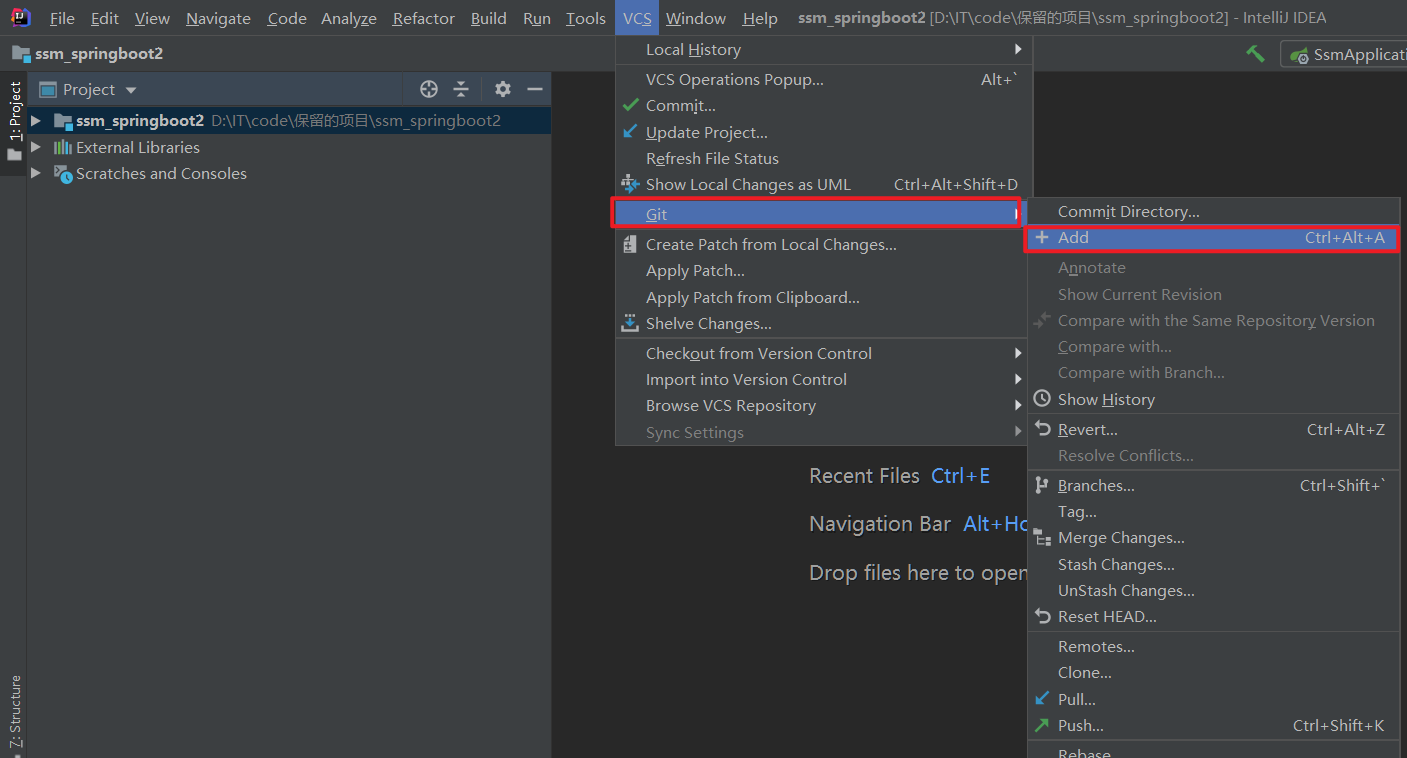 File Edit View Navigate Code Analyze Refactor Build Run Tools VCS Window Help ssm_springboot2 [D:\IT\code\保留的项目\ssm_springboot2] - IntelliJ IDEA
ssm_springboot2
SsmApplicati
1: Project
Project
ssm_springboot2 D:\IT\code\保留的项目\ssm_springboot2
External Libraries
Scratches and Consoles
7: Structure
Local History
VCS Operations Popup... Alt+`
Commit...
Update Project...
Refresh File Status
Show Local Changes as UML Ctrl+Alt+Shift+D
Git
Create Patch from Local Changes...
Apply Patch...
Apply Patch from Clipboard...
Shelve Changes...
Checkout from Version Control
Import into Version Control
Browse VCS Repository
Sync Settings
Commit Directory...
Add Ctrl+Alt+A
Annotate
Show Current Revision
Compare with the Same Repository Version
Compare with...
Compare with Branch...
Show History
Revert... Ctrl+Alt+Z
Resolve Conflicts...
Branches... Ctrl+Shift+`
Tag...
Merge Changes...
Stash Changes...
UnStash Changes...
Reset HEAD...
Remotes...
Clone...
Pull...
Push... Ctrl+Shift+K
Rebase
Recent Files Ctrl+E
Navigation Bar Alt+Ho
Drop files here to open